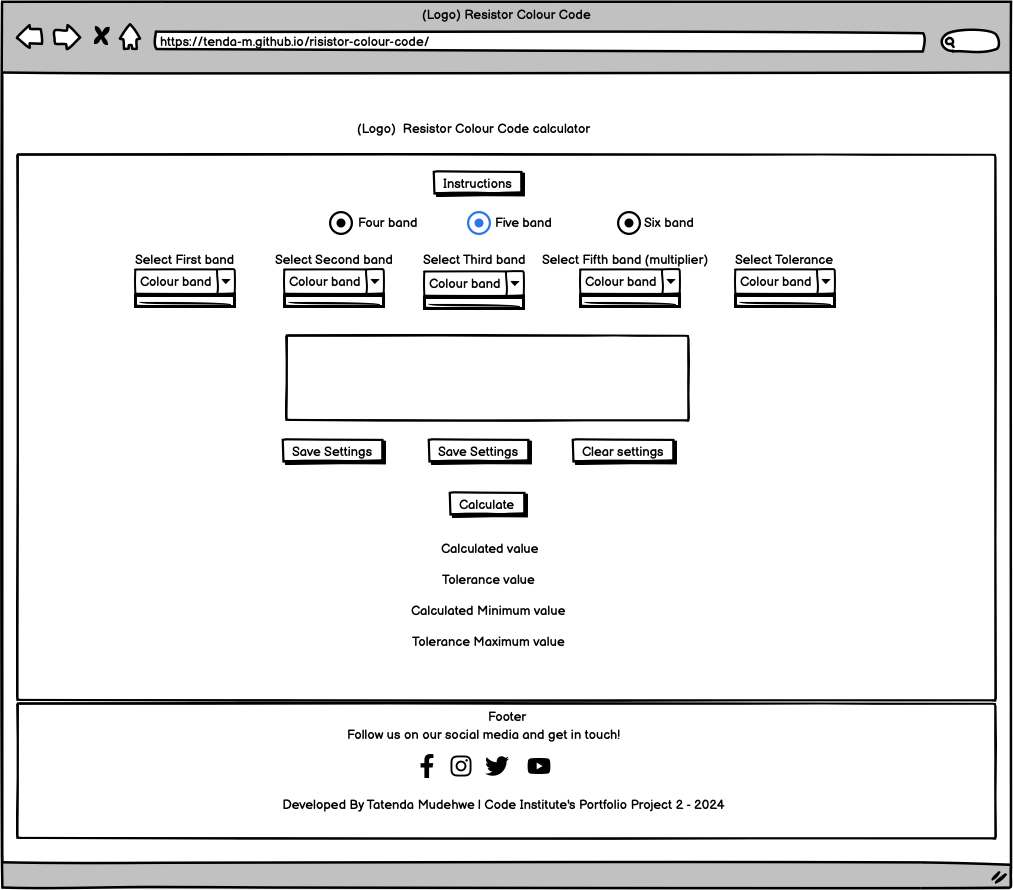 (Logo) Resistor Colour Code
https://tenda-m.github.io/risistor-colour-code/
(Logo) Resistor Colour Code calculator
Instructions
Four band Five band Six band
Select First band Select Second band Select Third band Select Fifth band (multiplier) Select Tolerance
Colour band Colour band Colour band Colour band Colour band
Save Settings Save Settings Clear settings
Calculate
Calculated value
Tolerance value
Calculated Minimum value
Tolerance Maximum value
Footer
Follow us on our social media and get in touch!
Developed By Tatenda Mudehwe | Code Institute's Portfolio Project 2 - 2024